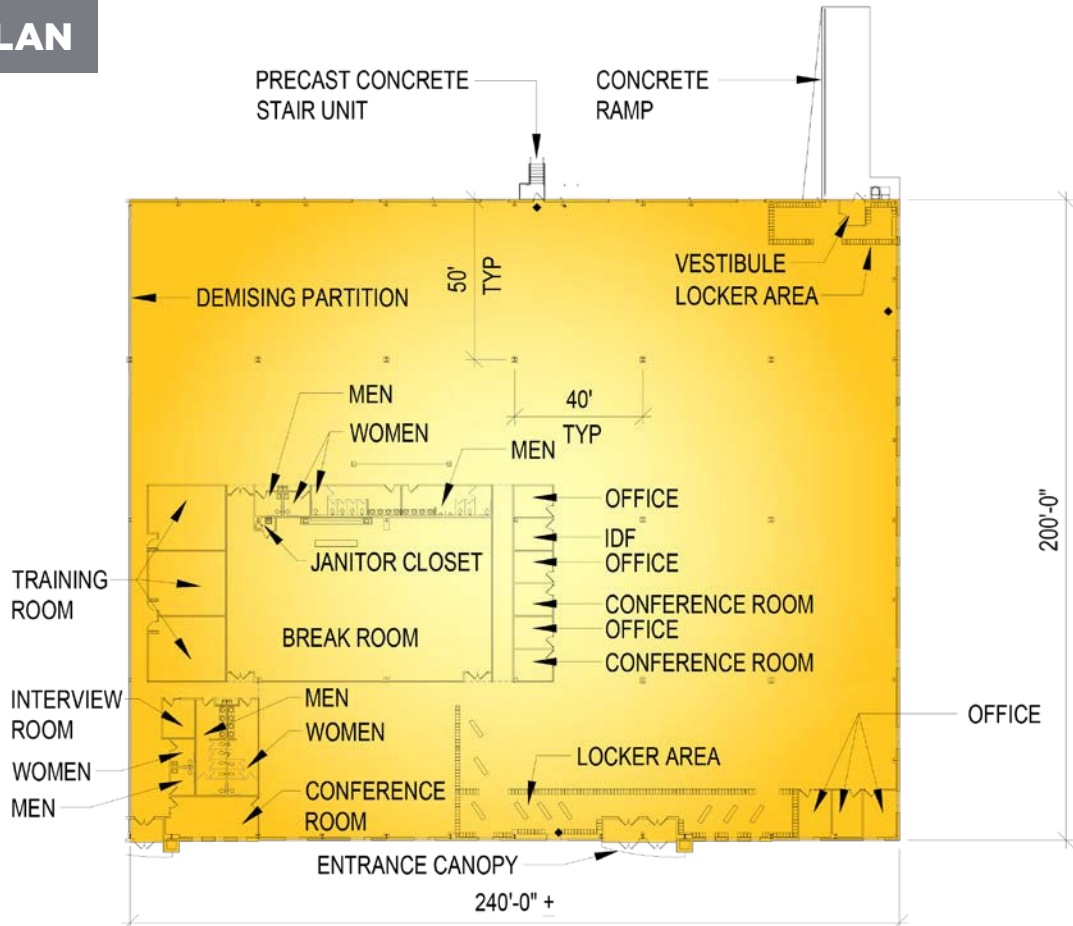 LAN
PRECAST CONCRETE
STAIR UNIT
CONCRETE
RAMP
50'
TYP
VESTIBULE
LOCKER AREA
DEMISING PARTITION
40'
TYP
MEN
WOMEN
MEN
OFFICE
IDF
OFFICE
JANITOR CLOSET
TRAINING
ROOM
CONFERENCE ROOM
OFFICE
CONFERENCE ROOM
BREAK ROOM
200'-0"
INTERVIEW
ROOM
MEN
WOMEN
WOMEN
MEN
OFFICE
LOCKER AREA
CONFERENCE
ROOM
ENTRANCE CANOPY
240'-0" +